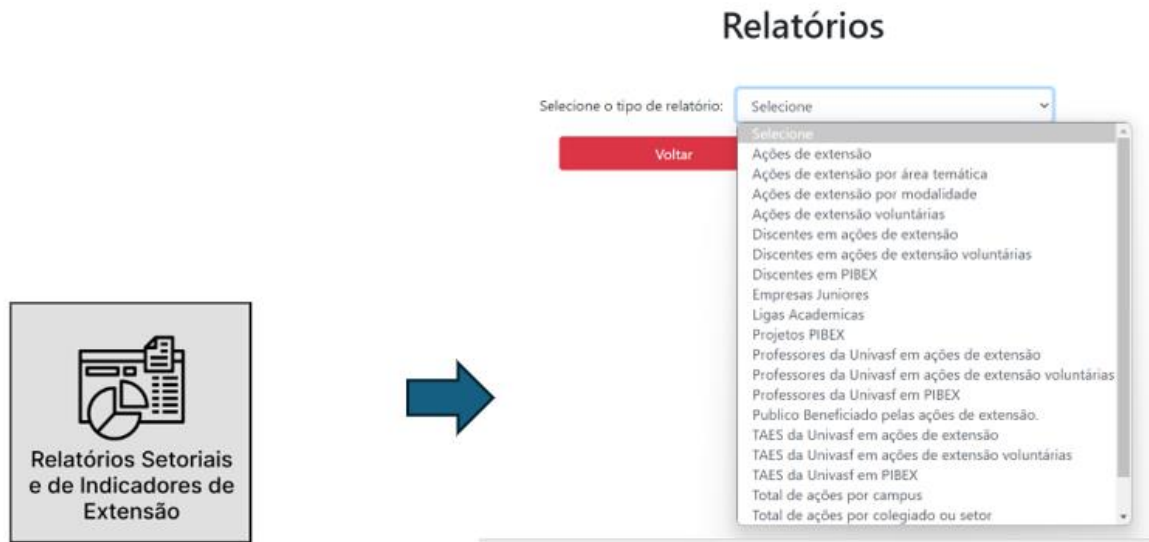 Relatórios
Selecione o tipo de relatório:
Selecione
Voltar
Selecione
Ações de extensão
Ações de extensão por área temática
Ações de extensão por modalidade
Ações de extensão voluntárias
Discentes em ações de extensão
Discentes em ações de extensão voluntárias
Discentes em PIBEX
Empresas Juniores
Ligas Academicas
Projetos PIBEX
Professores da Univasf em ações de extensão
Professores da Univasf em ações de extensão voluntárias
Professores da Univasf em PIBEX
Publico Beneficiado pelas ações de extensão.
TAES da Univasf em ações de extensão
TAES da Univasf em ações de extensão voluntárias
TAES da Univasf em PIBEX
Total de ações por campus
Total de ações por colegiado ou setor
Relatórios Setoriais
e de Indicadores de
Extensão